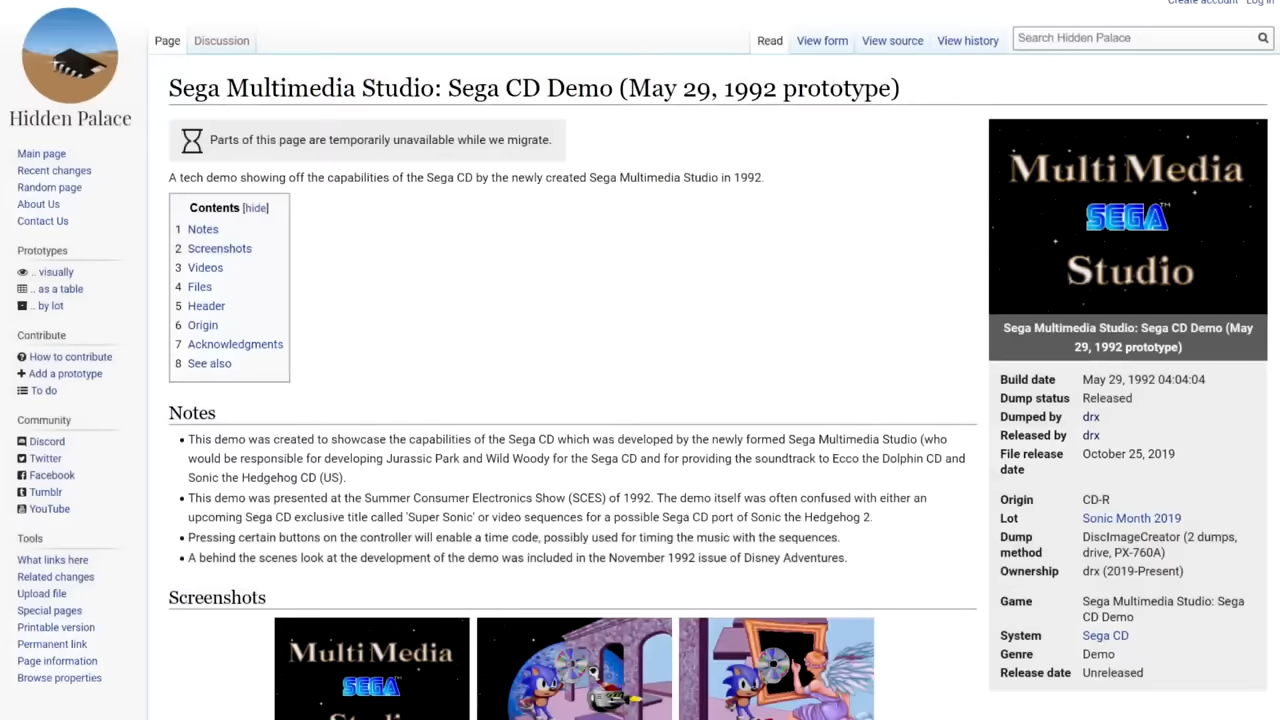 Create account Log in
Page
Discussion
Read
View form
View source
View history
Search Hidden Palace
Hidden Palace
Main page
Recent changes
Random page
About Us
Contact Us
Prototypes
.. visually
.. as a table
.. by lot
Contribute
How to contribute
Add a prototype
To do
Community
Discord
Twitter
Facebook
Tumblr
YouTube
Tools
What links here
Related changes
Upload file
Special pages
Printable version
Permanent link
Page information
Browse properties
Sega Multimedia Studio: Sega CD Demo (May 29, 1992 prototype)
Parts of this page are temporarily unavailable while we migrate.
A tech demo showing off the capabilities of the Sega CD by the newly created Sega Multimedia Studio in 1992.
Contents [hide]
1 Notes
2 Screenshots
3 Videos
4 Files
5 Header
6 Origin
7 Acknowledgments
8 See also
Notes
• This demo was created to showcase the capabilities of the Sega CD which was developed by the newly formed Sega Multimedia Studio (who
would be responsible for developing Jurassic Park and Wild Woody for the Sega CD and for providing the soundtrack to Ecco the Dolphin CD and
Sonic the Hedgehog CD (US).
• This demo was presented at the Summer Consumer Electronics Show (SCES) of 1992. The demo itself was often confused with either an
upcoming Sega CD exclusive title called 'Super Sonic' or video sequences for a possible Sega CD port of Sonic the Hedgehog 2.
• Pressing certain buttons on the controller will enable a time code, possibly used for timing the music with the sequences.
• A behind the scenes look at the development of the demo was included in the November 1992 issue of Disney Adventures.
Screenshots
MultiMedia
SEGA
Studio
MultiMedia
SEGA™
Studio
Sega Multimedia Studio: Sega CD Demo (May
29, 1992 prototype)
Build date May 29, 1992 04:04:04
Dump status Released
Dumped by drx
Released by drx
File release October 25, 2019
date
Origin CD-R
Lot Sonic Month 2019
Dump DiscImageCreator (2 dumps,
method drive, PX-760A)
Ownership drx (2019-Present)
Game Sega Multimedia Studio: Sega
CD Demo
System Sega CD
Genre Demo
Release date Unreleased